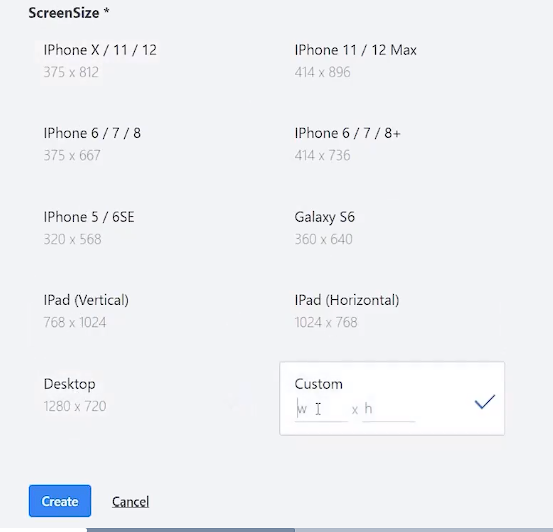 ScreenSize *
IPhone X / 11 / 12
375 x 812
IPhone 11 / 12 Max
414 x 896
IPhone 6 / 7 / 8
375 x 667
IPhone 6 / 7 / 8+
414 x 736
IPhone 5 / 6SE
320 x 568
Galaxy S6
360 x 640
IPad (Vertical)
768 x 1024
IPad (Horizontal)
1024 x 768
Desktop
1280 x 720
Custom
w x h
Create Cancel